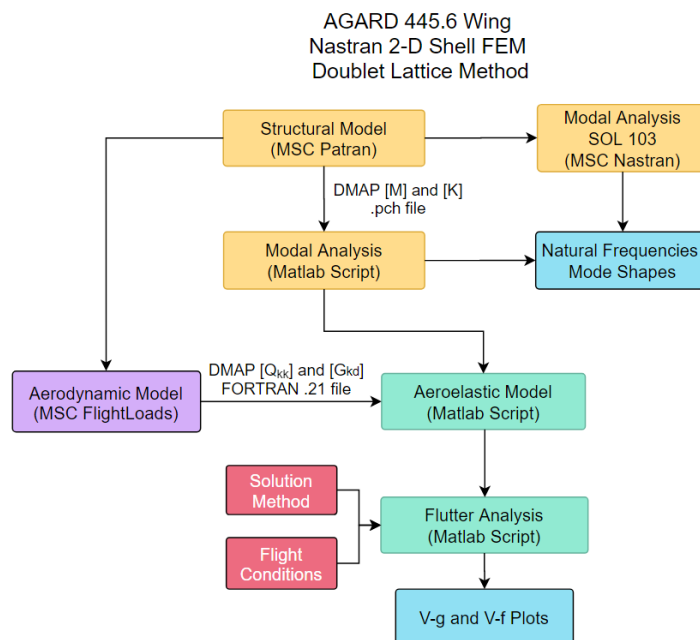 AGARD 445.6 Wing
Nastran 2-D Shell FEM
Doublet Lattice Method
Structural Model
(MSC Patran)
Modal Analysis
SOL 103
(MSC Nastran)
DMAP [M] and [K]
.pch file
Modal Analysis
(Matlab Script)
Natural Frequencies
Mode Shapes
DMAP [Qkk] and [Gkd]
FORTRAN .21 file
Aerodynamic Model
(MSC FlightLoads)
Aeroelastic Model
(Matlab Script)
Solution
Method
Flutter Analysis
(Matlab Script)
Flight
Conditions
V-g and V-f Plots